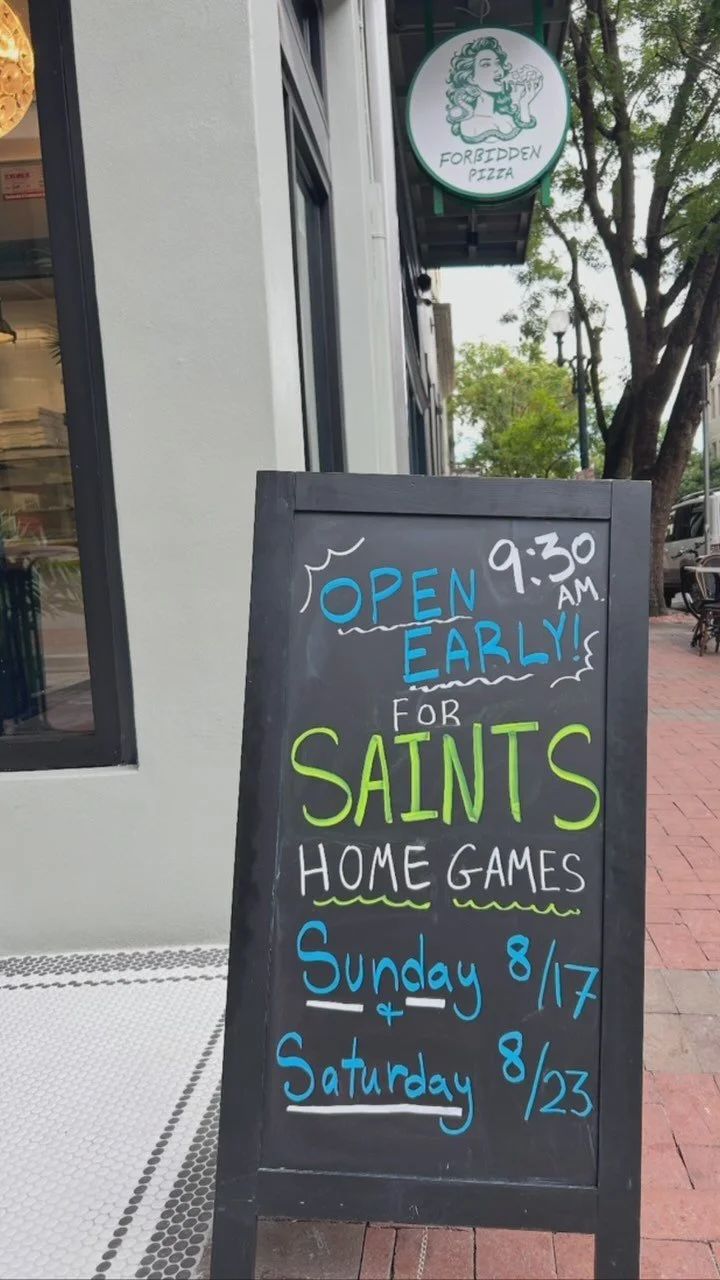 FORBIDDEN
PIZZA
OPEN 9:30
AM.
EARLY!
FOR
SAINTS
HOME GAMES
Sunday 8/17
&
Saturday 8/23